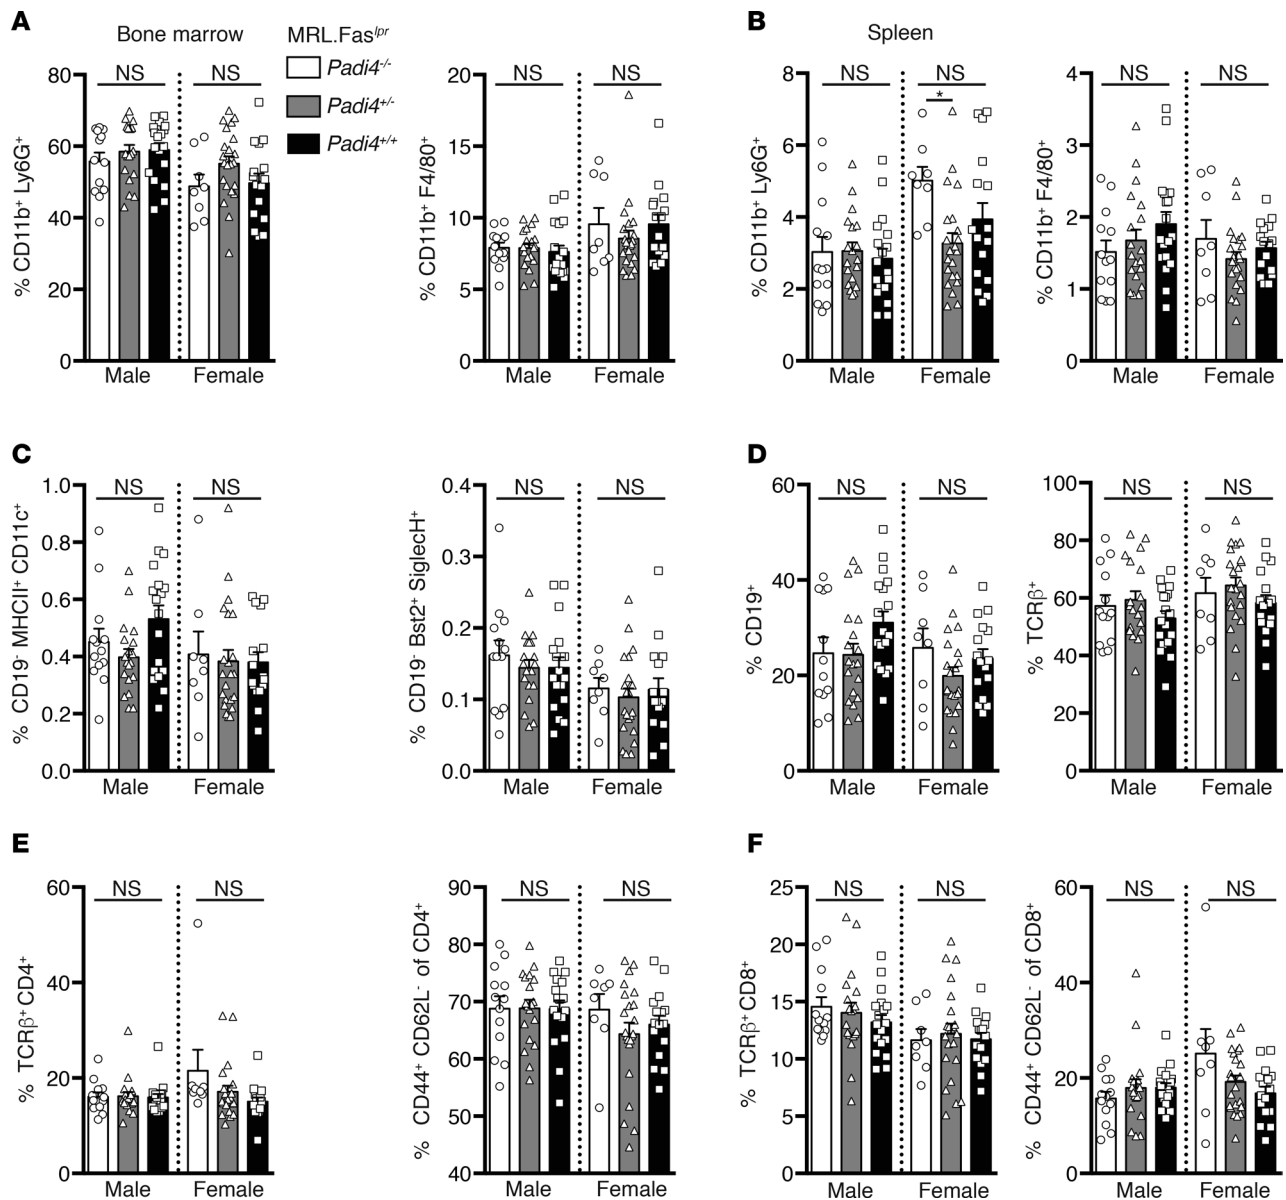 A
Bone marrow
MRL.Fas^lpr
Padi4-/-
Padi4+/-
Padi4+/+
% CD11b+ Ly6G+
80
60
40
20
0
NS
NS
Male
Female
% CD11b+ F4/80+
20
15
10
5
0
NS
NS
Male
Female
B
Spleen
% CD11b+ Ly6G+
8
6
4
2
0
NS
NS
*
Male
Female
% CD11b+ F4/80+
4
3
2
1
0
NS
NS
Male
Female
C
% CD19- MHCII+ CD11c+
1.0
0.8
0.6
0.4
0.2
0.0
NS
NS
Male
Female
% CD19- Bst2+ SiglecH+
0.4
0.3
0.2
0.1
0.0
NS
NS
Male
Female
D
% CD19+
60
40
20
0
NS
NS
Male
Female
% TCRβ+
100
80
60
40
20
0
NS
NS
Male
Female
E
% TCRβ+ CD4+
60
40
20
0
NS
NS
Male
Female
% CD44+ CD62L- of CD4+
90
80
70
60
50
40
NS
NS
Male
Female
F
% TCRβ+ CD8+
25
20
15
10
5
0
NS
NS
Male
Female
% CD44+ CD62L- of CD8+
60
40
20
0
NS
NS
Male
Female